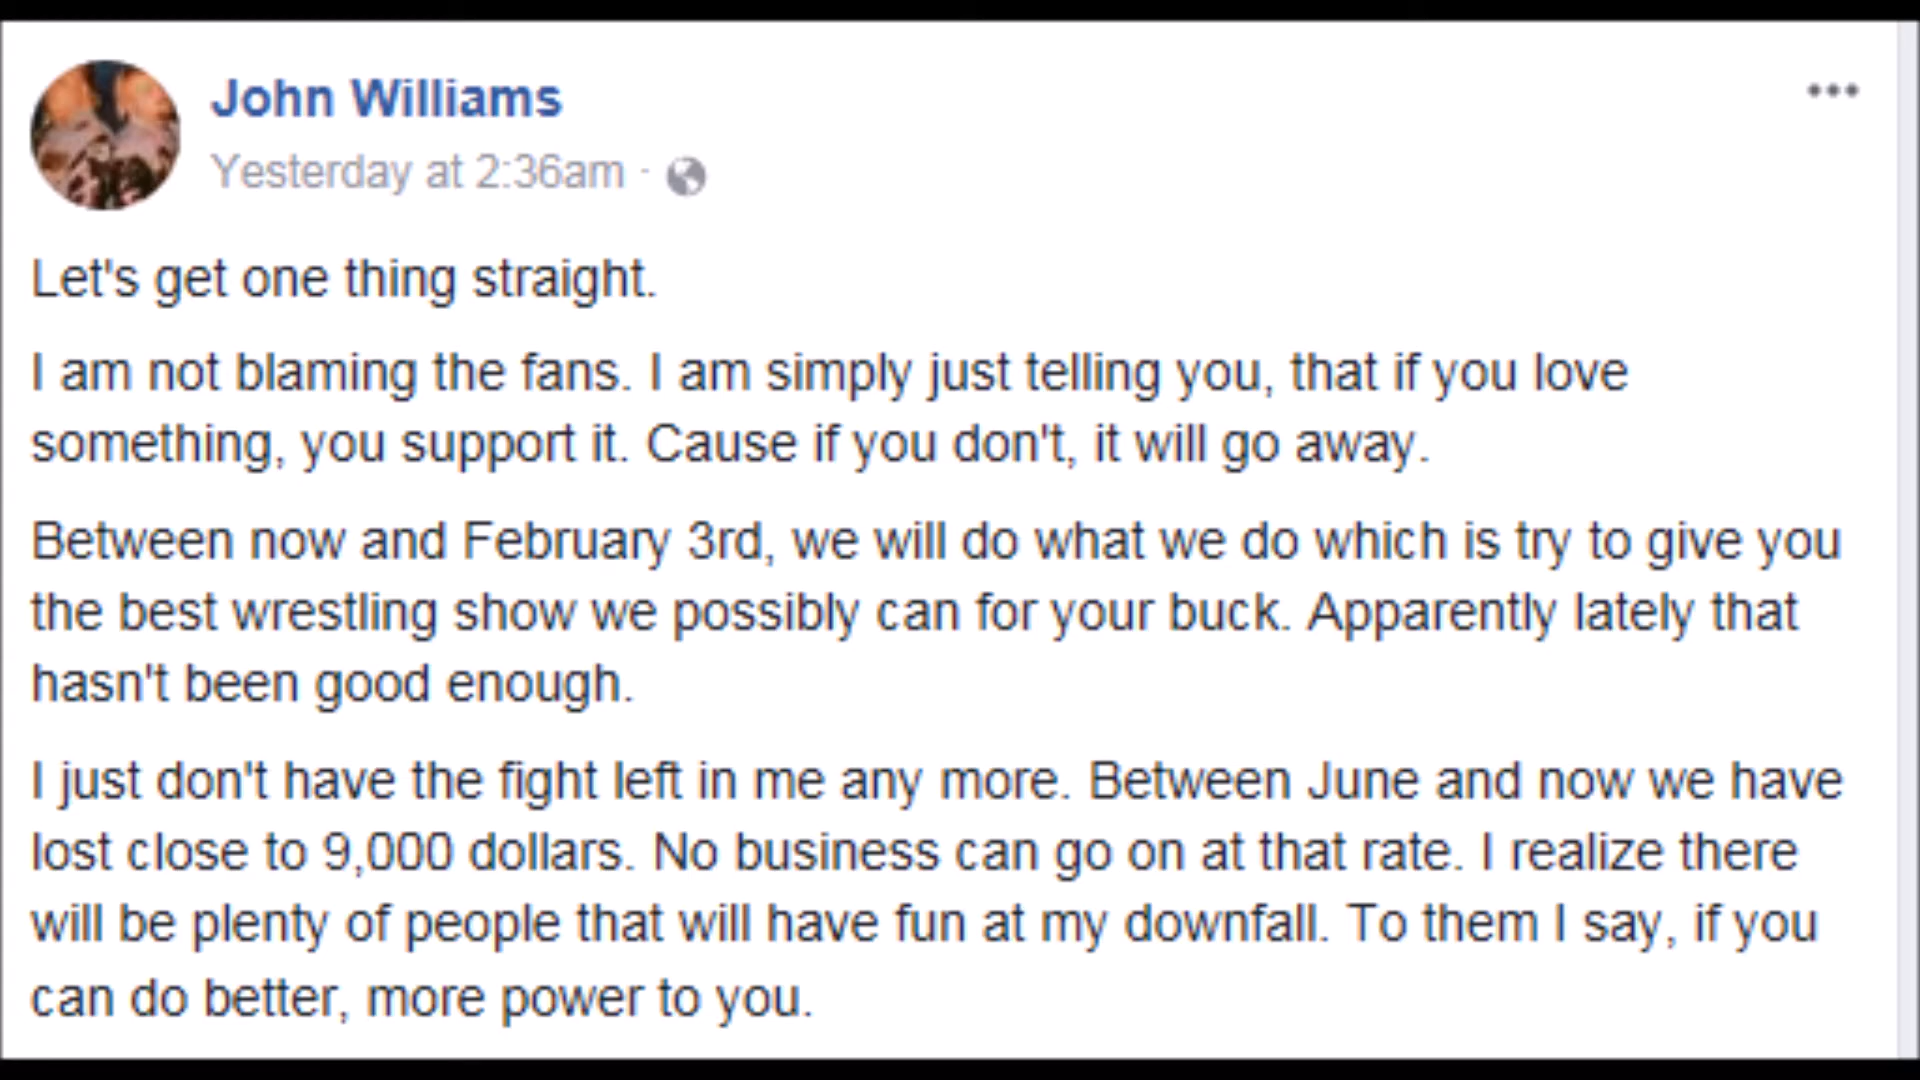 John Williams
Yesterday at 2:36am ·
Let's get one thing straight.
I am not blaming the fans. I am simply just telling you, that if you love
something, you support it. Cause if you don't, it will go away.
Between now and February 3rd, we will do what we do which is try to give you
the best wrestling show we possibly can for your buck. Apparently lately that
hasn't been good enough.
I just don't have the fight left in me any more. Between June and now we have
lost close to 9,000 dollars. No business can go on at that rate. I realize there
will be plenty of people that will have fun at my downfall. To them I say, if you
can do better, more power to you.